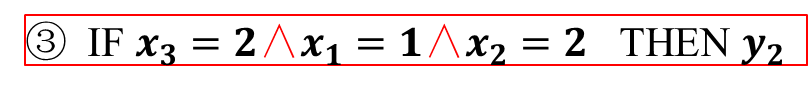 ③ IF x₃ = 2∧x₁ = 1∧x₂ = 2 THEN y₂